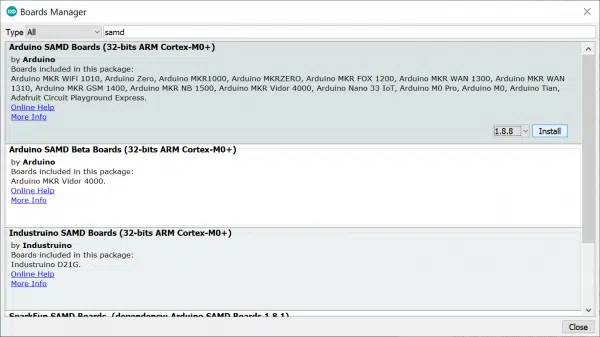 Boards Manager
Type All samd
Arduino SAMD Boards (32-bits ARM Cortex-M0+)
by Arduino
Boards included in this package:
Arduino MKR WiFi 1010, Arduino Zero, Arduino MKR1000, Arduino MKRZERO, Arduino MKR FOX 1200, Arduino MKR WAN 1300, Arduino MKR WAN
1310, Arduino MKR GSM 1400, Arduino MKR NB 1500, Arduino MKR Vidor 4000, Arduino Nano 33 IoT, Arduino M0 Pro, Arduino M0, Arduino Tian,
Adafruit Circuit Playground Express.
Online Help
More Info
1.8.8 Install
Arduino SAMD Beta Boards (32-bits ARM Cortex-M0+)
by Arduino
Boards included in this package:
Arduino MKR Vidor 4000.
Online Help
More Info
Industruino SAMD Boards (32-bits ARM Cortex-M0+)
by Industruino
Boards included in this package:
Industruino D21G.
Online Help
More Info
SparkFun SAMD Boards (dependency: Arduino SAMD Boards 1.8.1)
Close